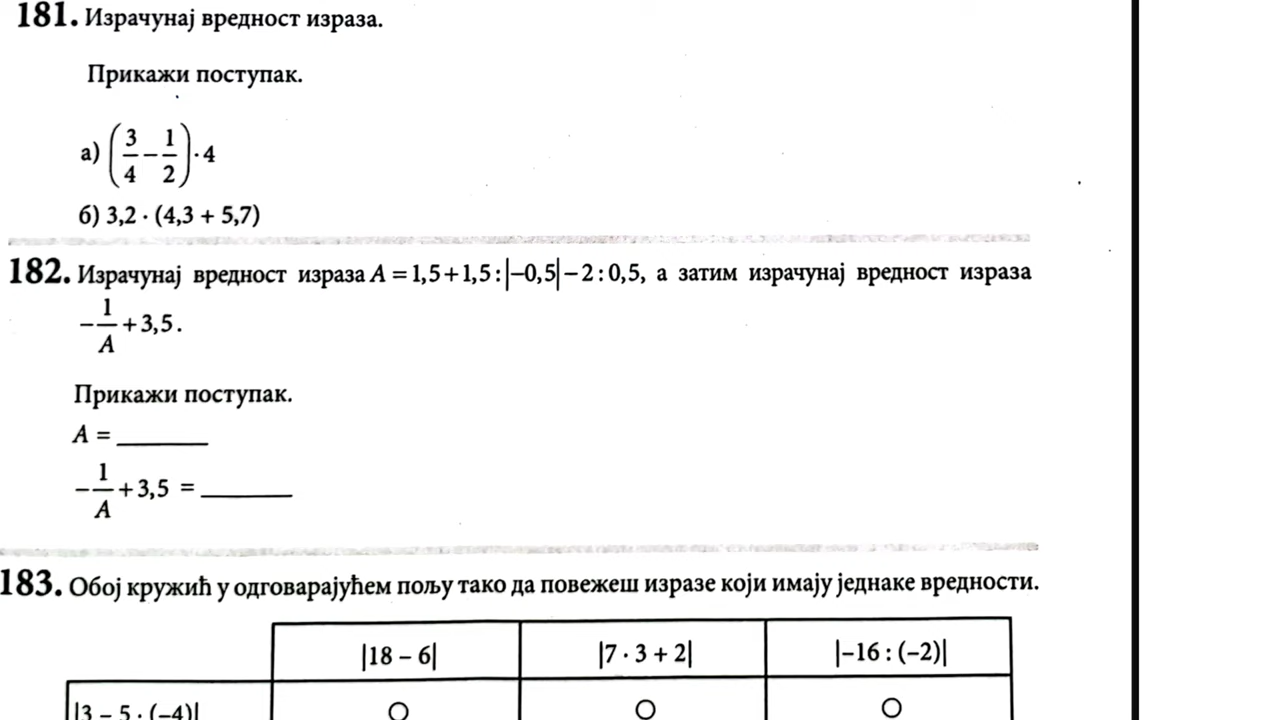 181. Израчунај вредност израза.
Прикажи поступак.
а) (3/4 − 1/2) · 4
б) 3,2 · (4,3 + 5,7)
182. Израчунај вредност израза A = 1,5 + 1,5 : |−0,5| − 2 : 0,5, а затим израчунај вредност израза
−1/A + 3,5.
Прикажи поступак.
A = ______
−1/A + 3,5 = ______
183. Обој кружић у одговарајућем пољу тако да повежеш изразе који имају једнаке вредности.
|18 − 6| |7 · 3 + 2| |−16 : (−2)|
|3 − 5 · (−4)|